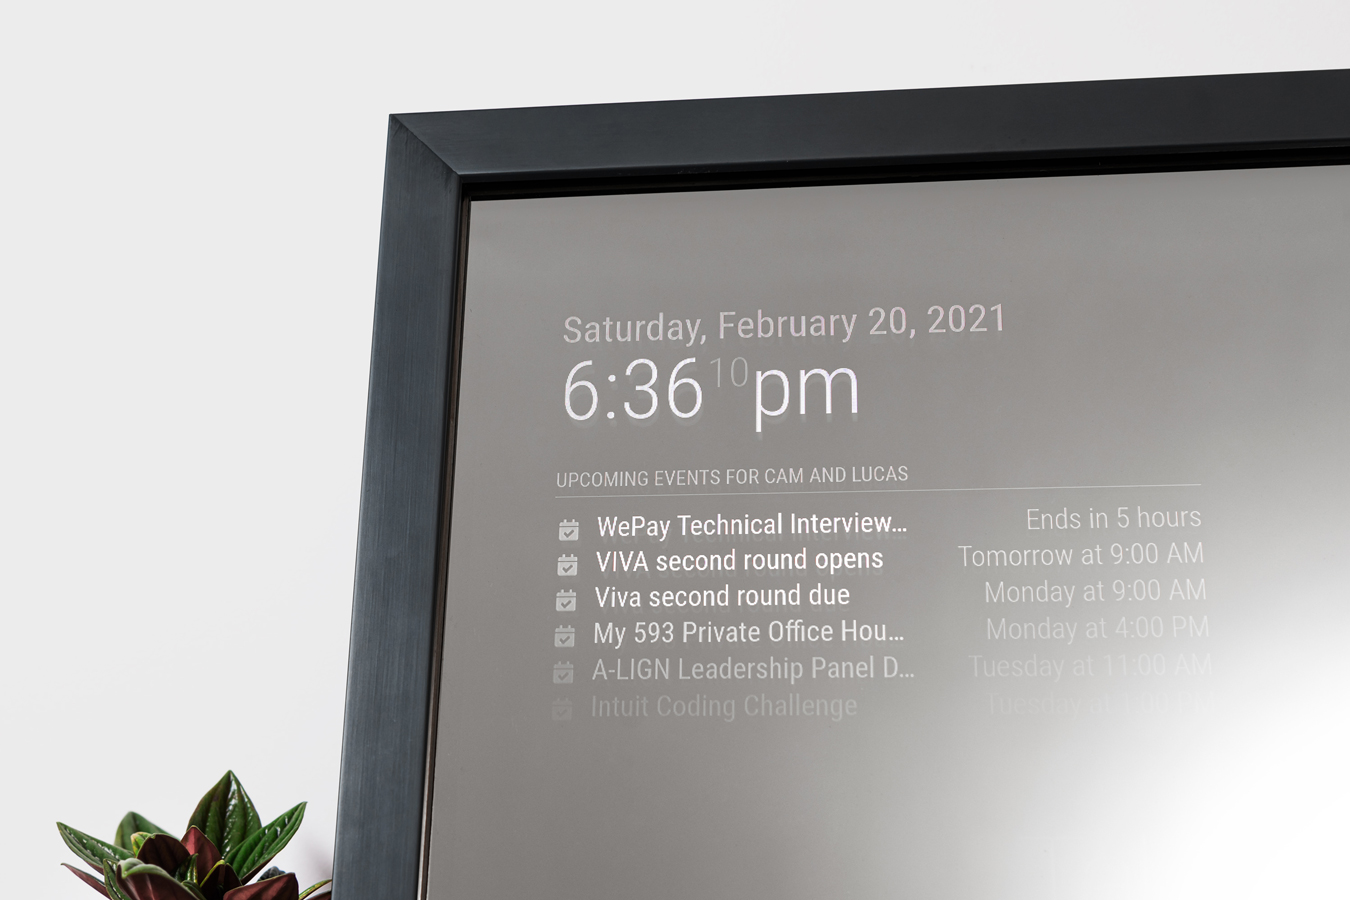 Saturday, February 20, 2021
6:36 10 pm
UPCOMING EVENTS FOR CAM AND LUCAS
WePay Technical Interview... Ends in 5 hours
VIVA second round opens Tomorrow at 9:00 AM
Viva second round due Monday at 9:00 AM
My 593 Private Office Hou... Monday at 4:00 PM
A-LIGN Leadership Panel D... Tuesday at 11:00 AM
Intuit Coding Challenge Tuesday at